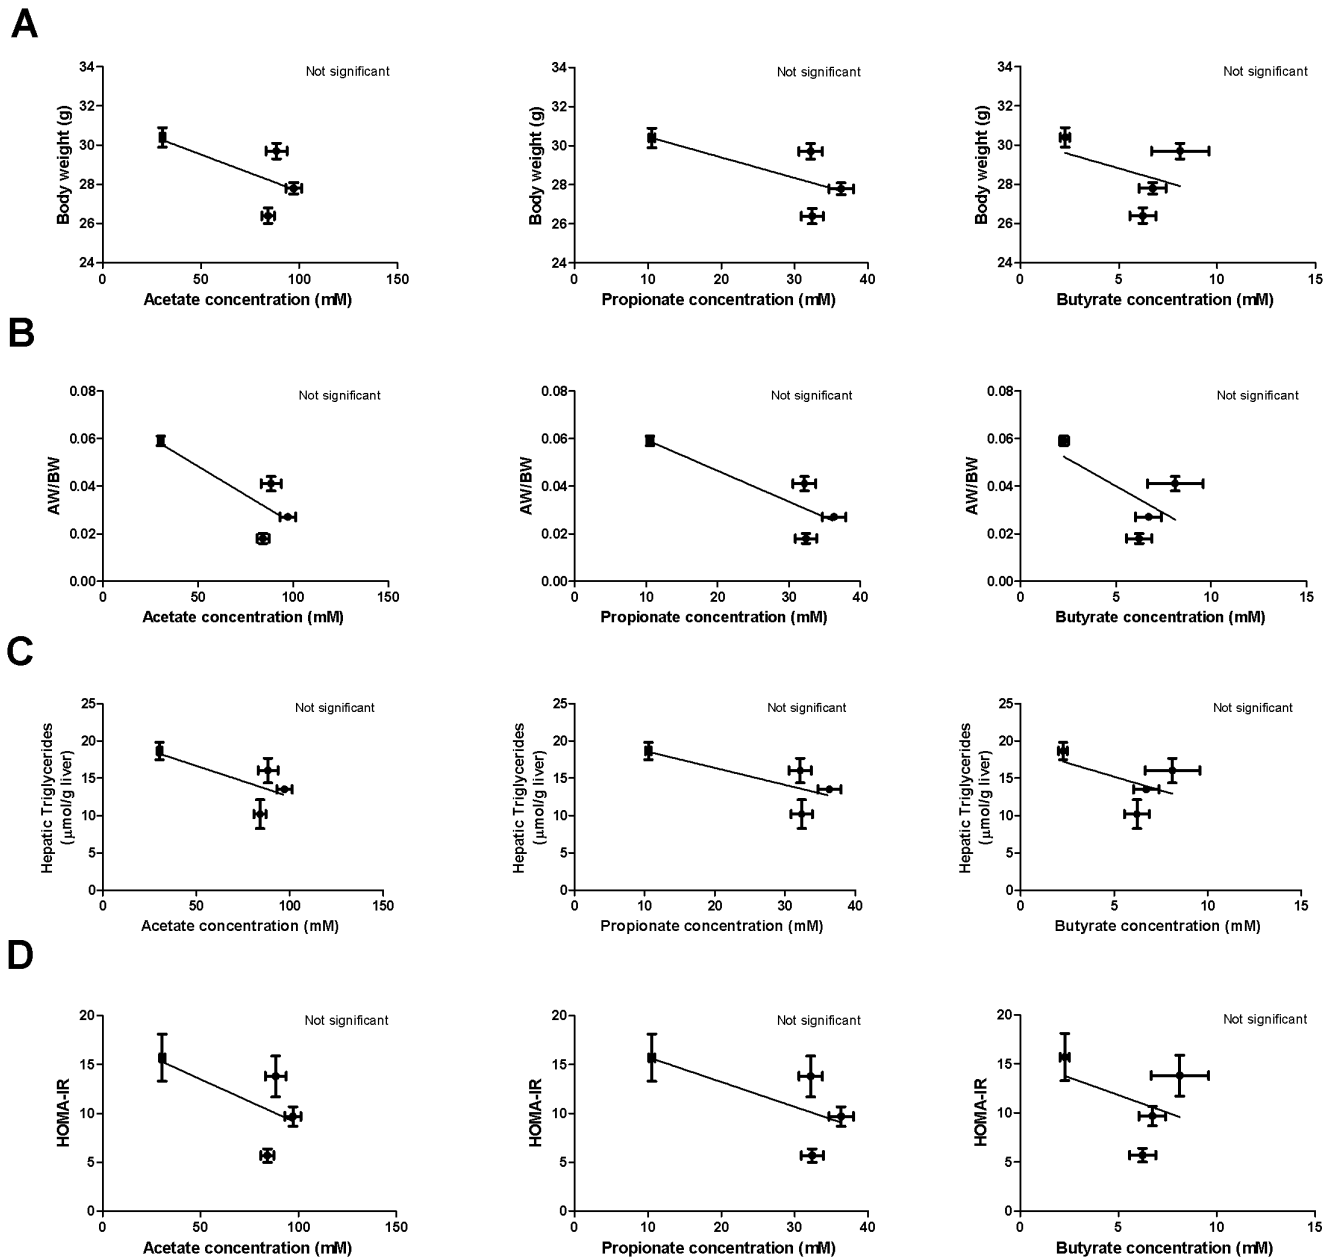 A
Not significant
Body weight (g)
34
32
30
28
26
24
0
50
100
150
Acetate concentration (mM)
Not significant
Body weight (g)
34
32
30
28
26
24
0
10
20
30
40
Propionate concentration (mM)
Not significant
Body weight (g)
34
32
30
28
26
24
0
5
10
15
Butyrate concentration (mM)
B
Not significant
AW/BW
0.08
0.06
0.04
0.02
0.00
0
50
100
150
Acetate concentration (mM)
Not significant
AW/BW
0.08
0.06
0.04
0.02
0.00
0
10
20
30
40
Propionate concentration (mM)
Not significant
AW/BW
0.08
0.06
0.04
0.02
0.00
0
5
10
15
Butyrate concentration (mM)
C
Not significant
Hepatic Triglycerides
(μmol/g liver)
25
20
15
10
5
0
0
50
100
150
Acetate concentration (mM)
Not significant
Hepatic Triglycerides
(μmol/g liver)
25
20
15
10
5
0
0
10
20
30
40
Propionate concentration (mM)
Not significant
Hepatic Triglycerides
(μmol/g liver)
25
20
15
10
5
0
0
5
10
15
Butyrate concentration (mM)
D
Not significant
HOMA-IR
20
15
10
5
0
0
50
100
150
Acetate concentration (mM)
Not significant
HOMA-IR
20
15
10
5
0
0
10
20
30
40
Propionate concentration (mM)
Not significant
HOMA-IR
20
15
10
5
0
0
5
10
15
Butyrate concentration (mM)